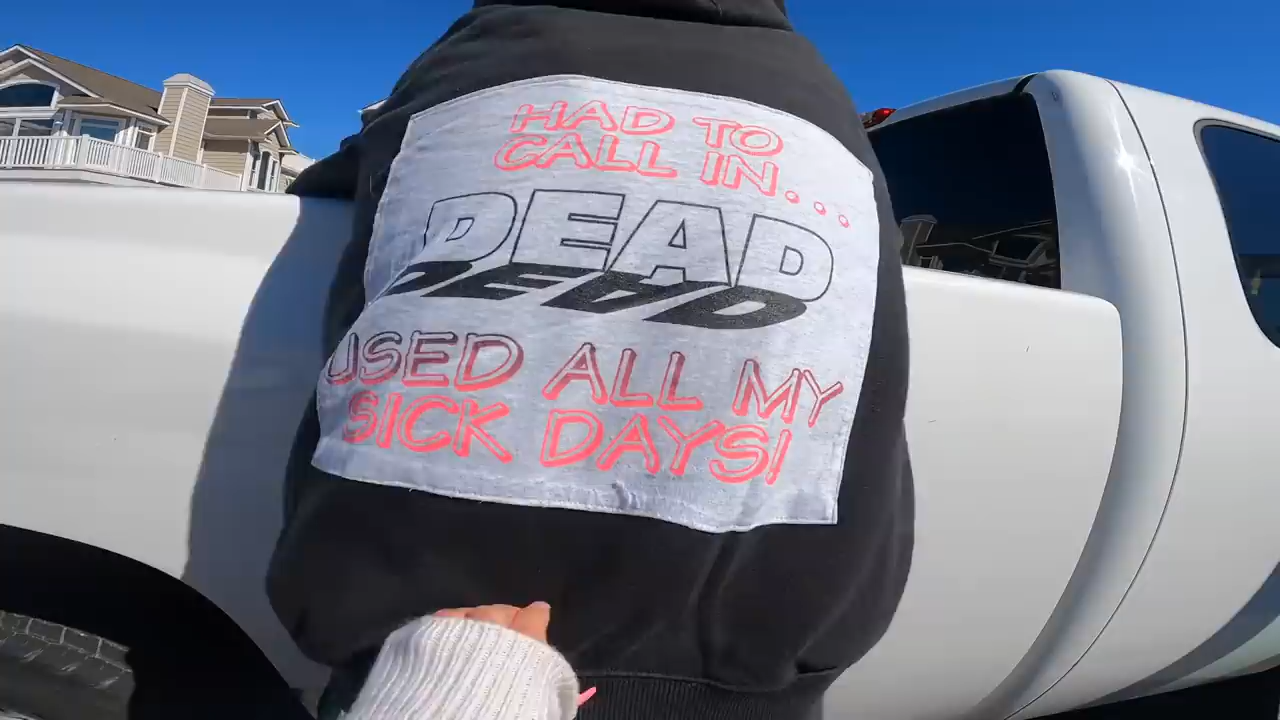 HAD TO
CALL IN...
DEAD
DEAD
USED ALL MY
SICK DAYS!